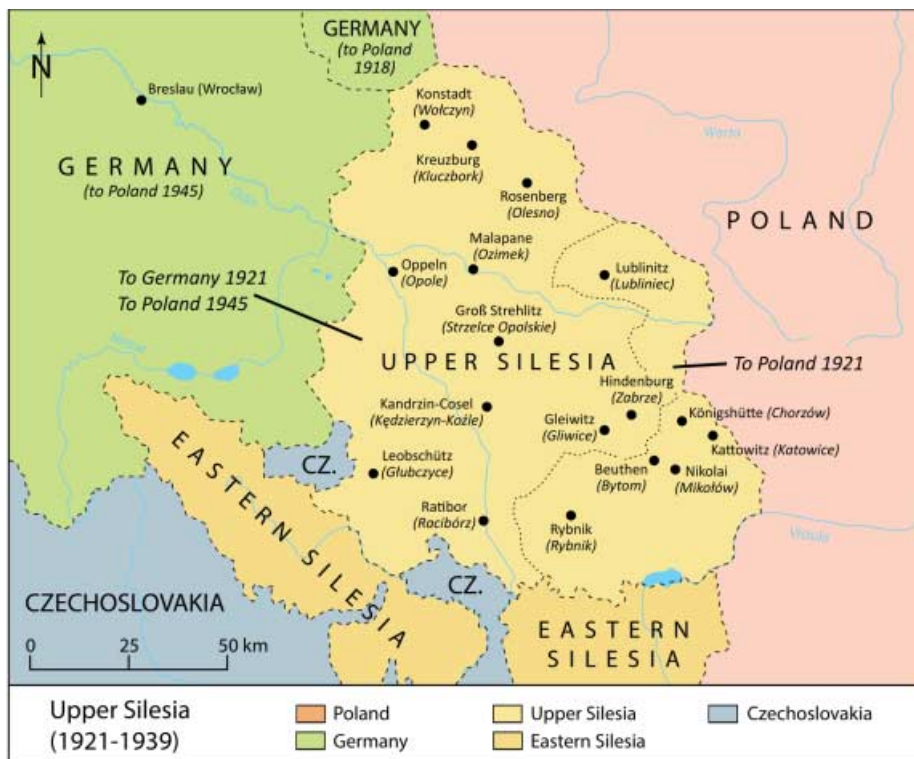 GERMANY
(to Poland
1918)
N
Breslau (Wrocław)
Konstadt
(Wołczyn)
Kreuzburg
(Kluczbork)
GERMANY
(to Poland 1945)
Odra
Warta
Rosenberg
(Olesno)
POLAND
Malapane
(Ozimek)
Oppeln
(Opole)
Lublinitz
(Lubliniec)
To Germany 1921
To Poland 1945
Groß Strehlitz
(Strzelce Opolskie)
UPPER SILESIA
To Poland 1921
Hindenburg
(Zabrze)
Kandrzin-Cosel
(Kędzierzyn-Koźle)
Gleiwitz
(Gliwice)
Königshütte (Chorzów)
Kattowitz (Katowice)
EASTERN SILESIA
CZ.
Leobschütz
(Głubczyce)
Beuthen
(Bytom)
Nikolai
(Mikołów)
Ratibor
(Racibórz)
Rybnik
(Rybnik)
Vistula
CZECHOSLOVAKIA
CZ.
EASTERN
SILESIA
0 25 50 km
Upper Silesia
(1921-1939)
Poland
Germany
Upper Silesia
Eastern Silesia
Czechoslovakia